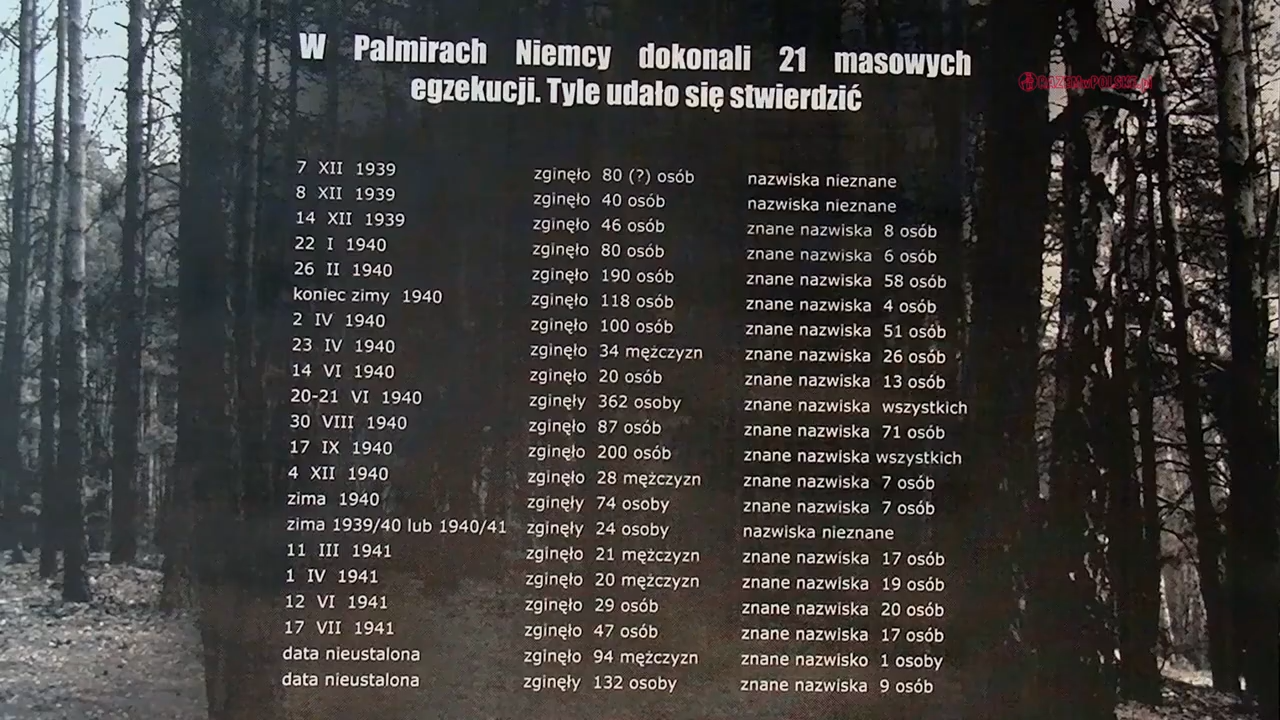 W Palmirach Niemcy dokonali 21 masowych
egzekucji. Tyle udało się stwierdzić
RAZEMwPOLSKE.pl
7 XII 1939 zginęło 80 (?) osób nazwiska nieznane
8 XII 1939 zginęło 40 osób nazwiska nieznane
14 XII 1939 zginęło 46 osób znane nazwiska 8 osób
22 I 1940 zginęło 80 osób znane nazwiska 6 osób
26 II 1940 zginęło 190 osób znane nazwiska 58 osób
koniec zimy 1940 zginęło 118 osób znane nazwiska 4 osób
2 IV 1940 zginęło 100 osób znane nazwiska 51 osób
23 IV 1940 zginęło 34 mężczyzn znane nazwiska 26 osób
14 VI 1940 zginęło 20 osób znane nazwiska 13 osób
20-21 VI 1940 zginęły 362 osoby znane nazwiska wszystkich
30 VIII 1940 zginęło 87 osób znane nazwiska 71 osób
17 IX 1940 zginęło 200 osób znane nazwiska wszystkich
4 XII 1940 zginęło 28 mężczyzn znane nazwiska 7 osób
zima 1940 zginęły 74 osoby znane nazwiska 7 osób
zima 1939/40 lub 1940/41 zginęły 24 osoby nazwiska nieznane
11 III 1941 zginęło 21 mężczyzn znane nazwiska 17 osób
1 IV 1941 zginęło 20 mężczyzn znane nazwiska 19 osób
12 VI 1941 zginęło 29 osób znane nazwiska 20 osób
17 VII 1941 zginęło 47 osób znane nazwiska 17 osób
data nieustalona zginęło 94 mężczyzn znane nazwisko 1 osoby
data nieustalona zginęły 132 osoby znane nazwiska 9 osób